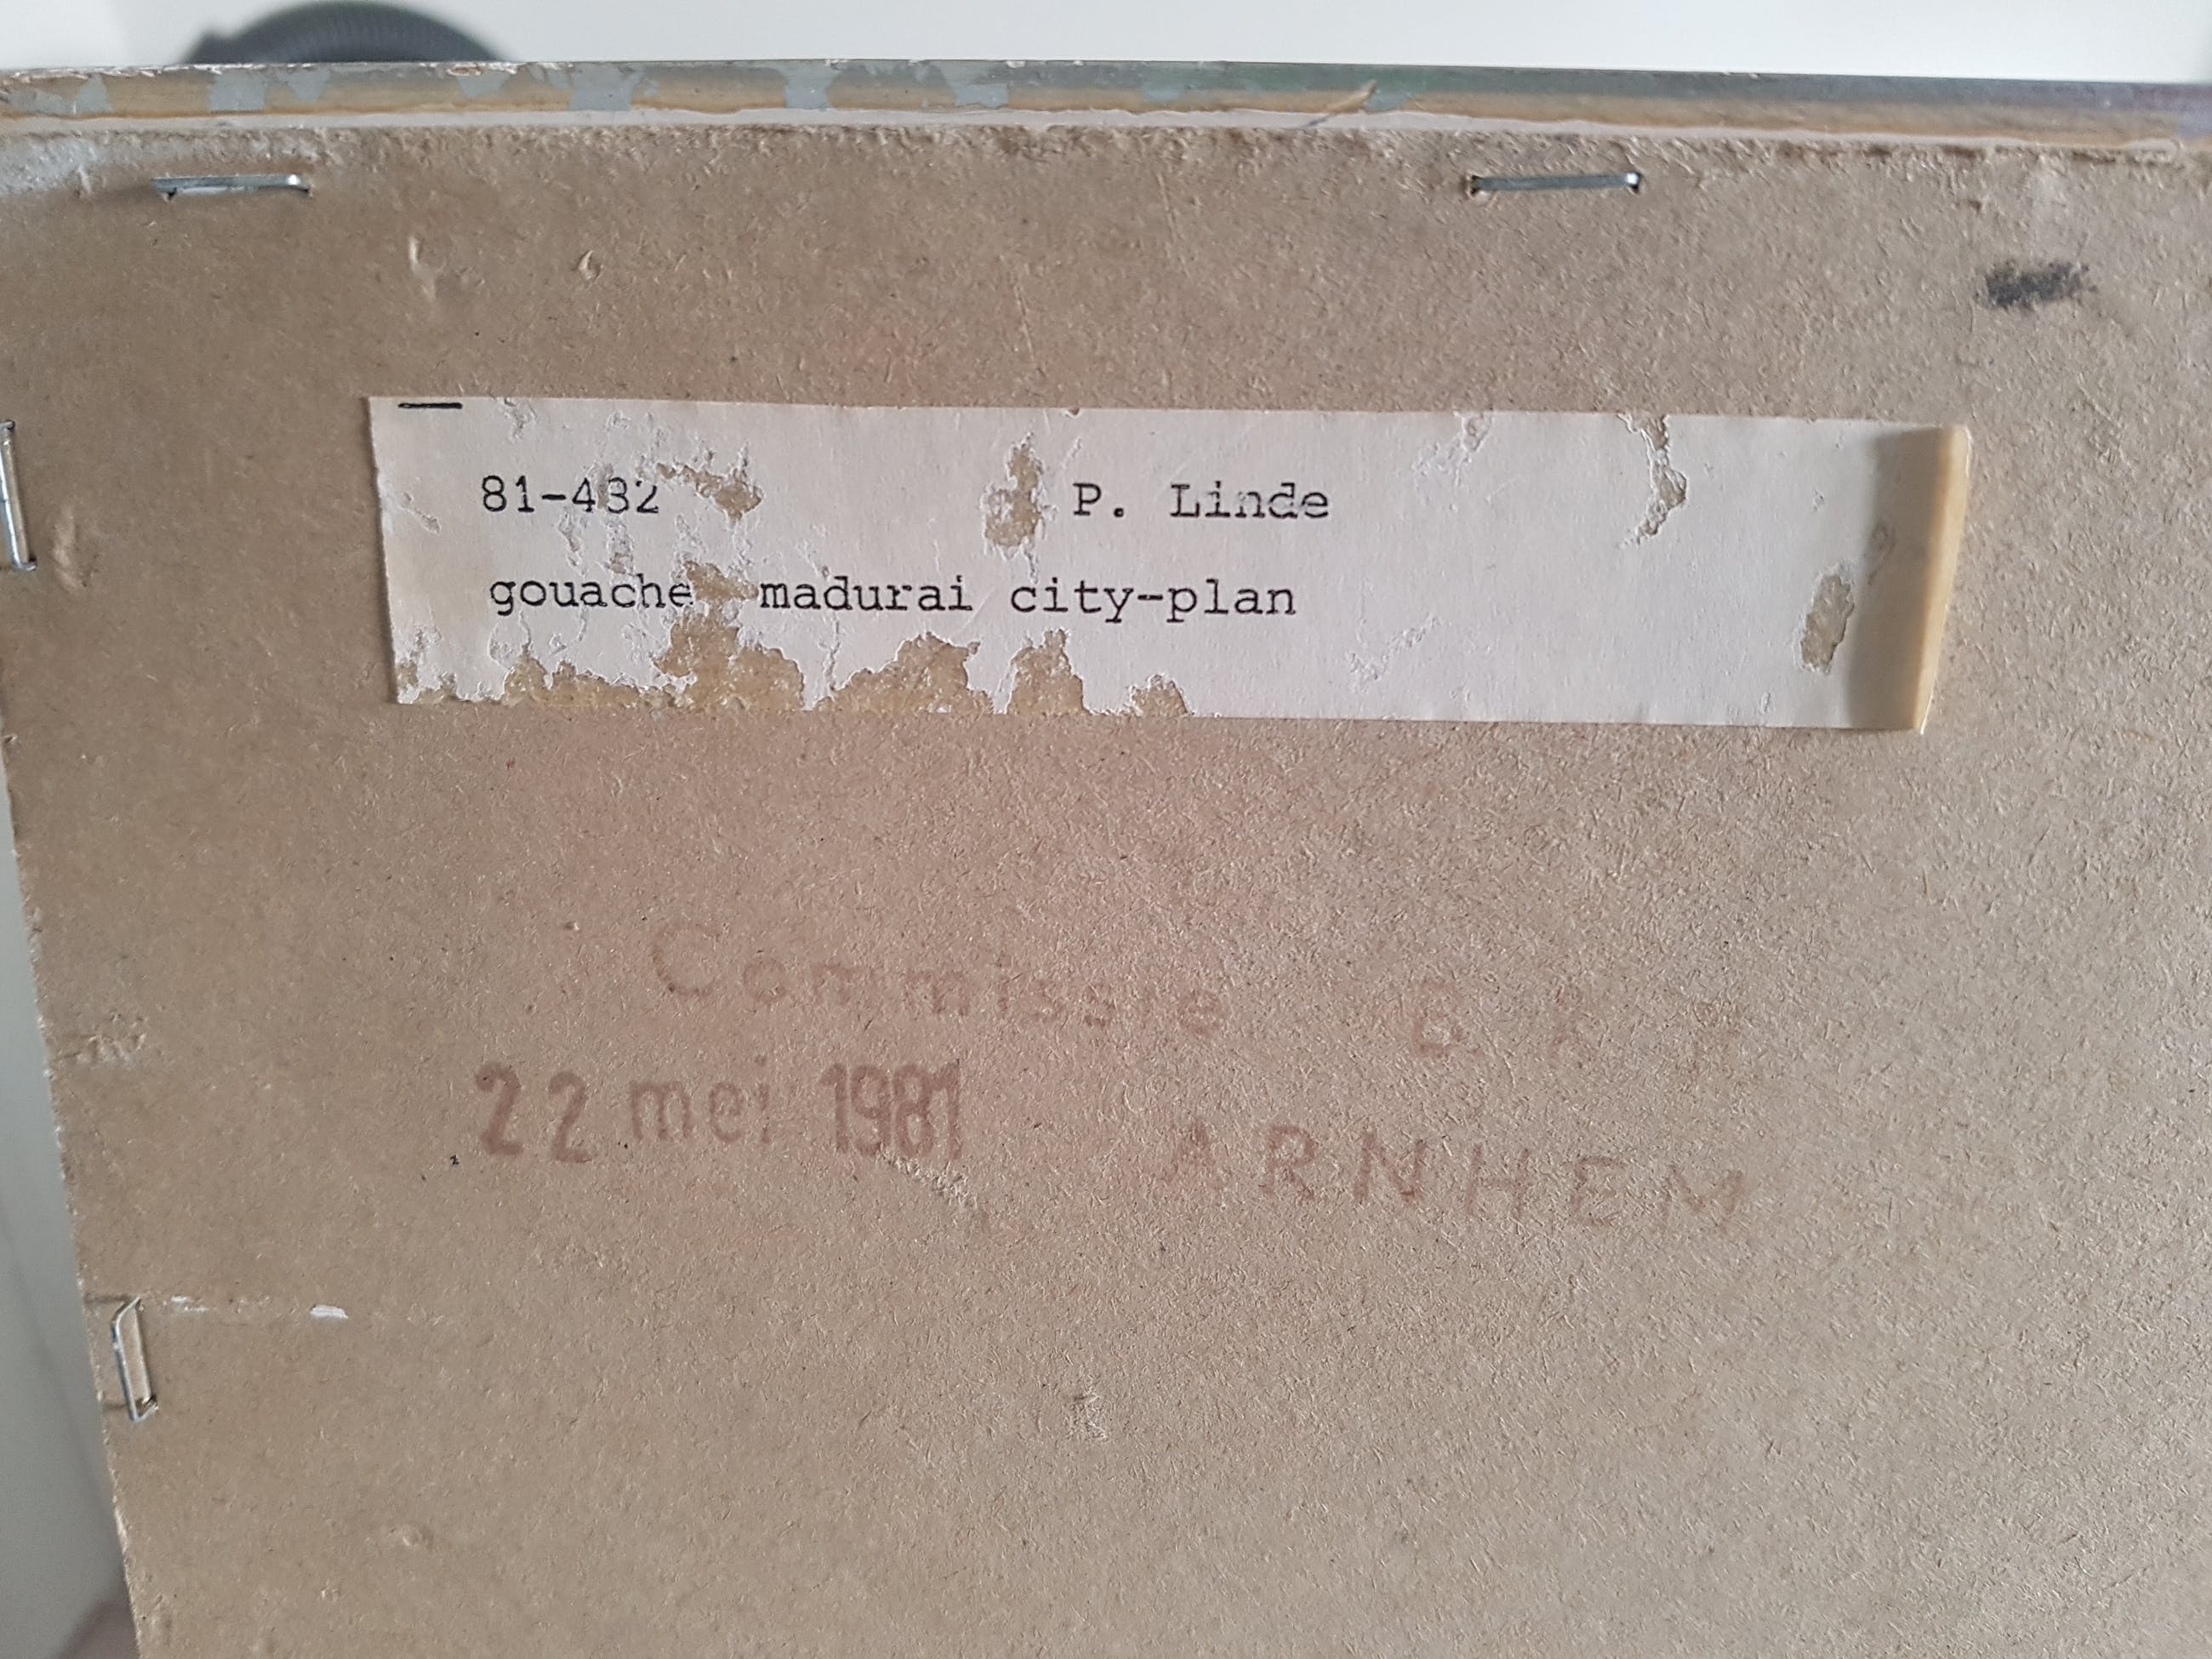 81-432 P. Linde
gouache madurai city-plan
Commissie B
22 mei 1981
ARNHEM